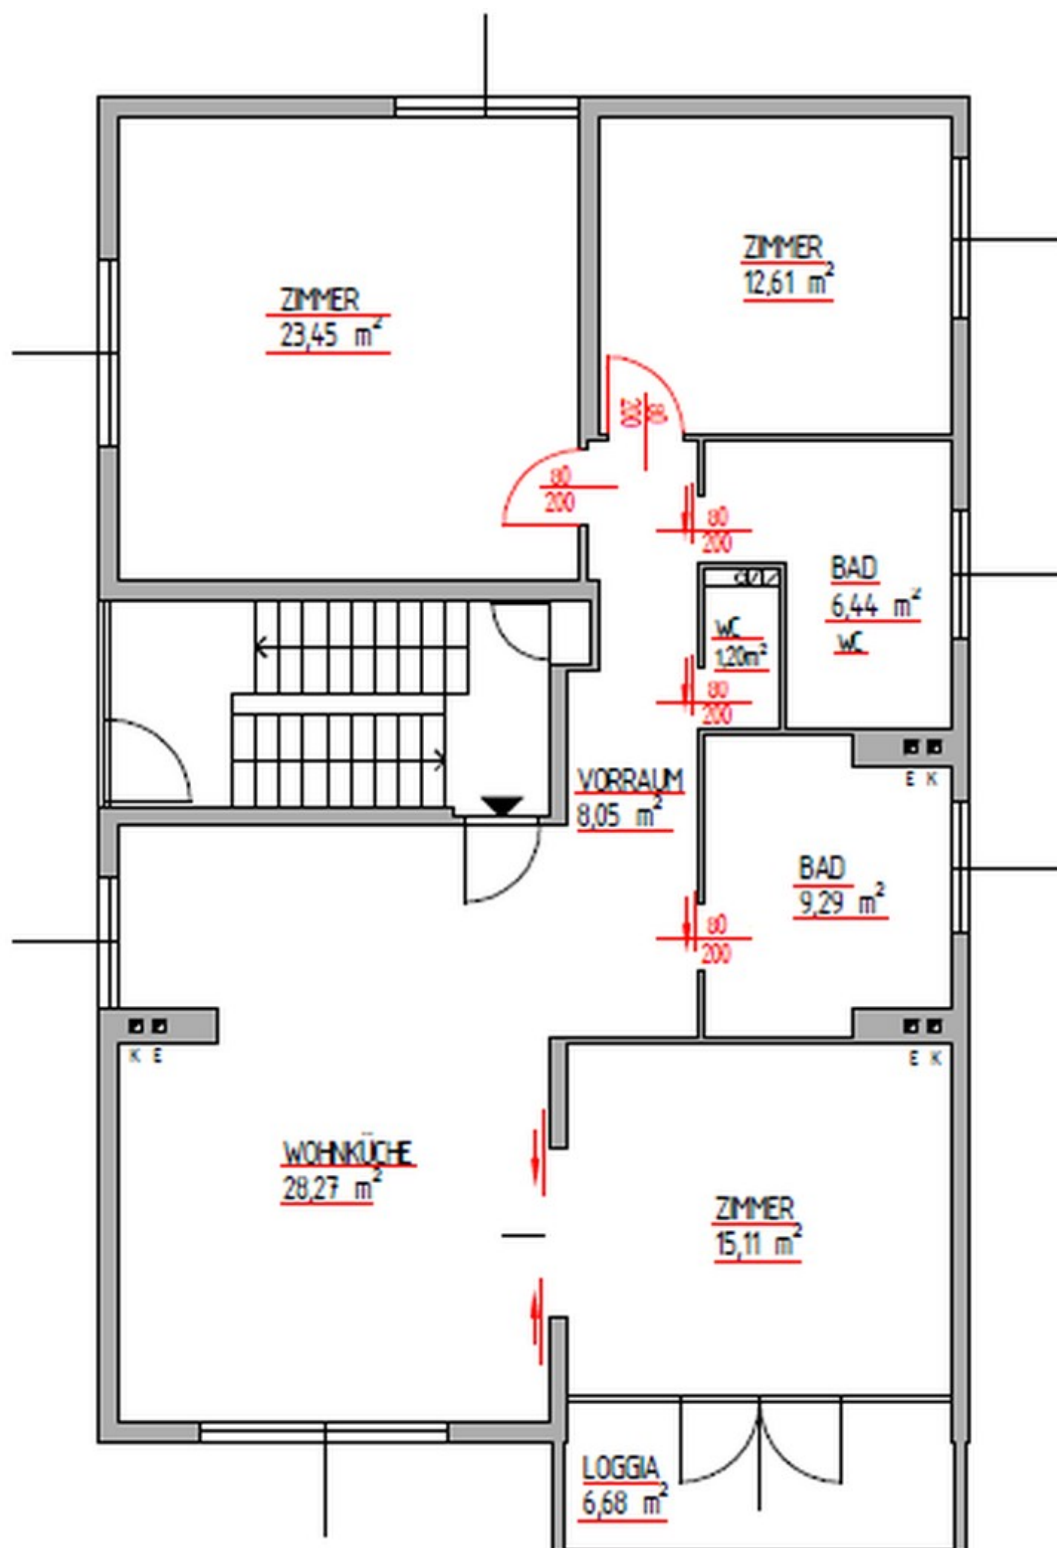 ZIMMER
12,61 m²
ZIMMER
23,45 m²
80
200
80
200
80
200
BAD
6,44 m²
WC
WC
1,20m²
80
200
E K
VORRAUM
8,05 m²
BAD
9,29 m²
80
200
K E
E K
WOHNKÜCHE
28,27 m²
ZIMMER
15,11 m²
LOGGIA
6,68 m²